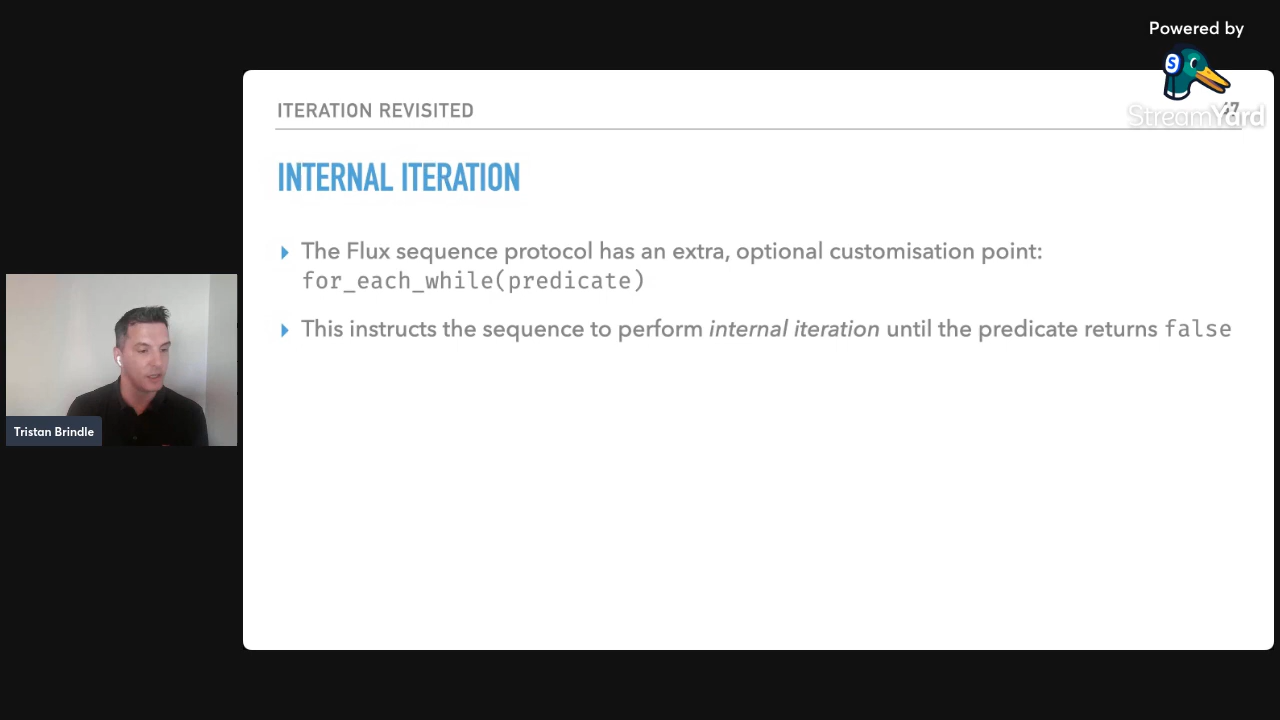 Powered by
StreamYard
ITERATION REVISITED
INTERNAL ITERATION
The Flux sequence protocol has an extra, optional customisation point:
for_each_while(predicate)
This instructs the sequence to perform internal iteration until the predicate returns false
Tristan Brindle